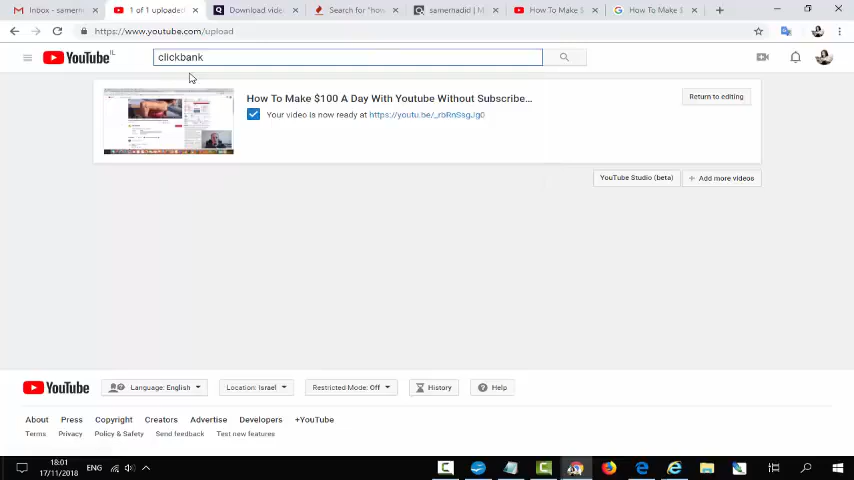 Inbox - samerh
1 of 1 uploaded
Download vide
Search for "how
samerhadid | M
How To Make $
How To Make $
https://www.youtube.com/upload
YouTube IL
clickbank
How To Make $100 A Day With Youtube Without Subscribe...
Return to editing
Your video is now ready at https://youtu.be/_rbRnSsgJg0
YouTube Studio (beta)
+ Add more videos
YouTube
Language: English
Location: Israel
Restricted Mode: Off
History
Help
About Press Copyright Creators Advertise Developers +YouTube
Terms Privacy Policy & Safety Send feedback Test new features
18:01
ENG
17/11/2018